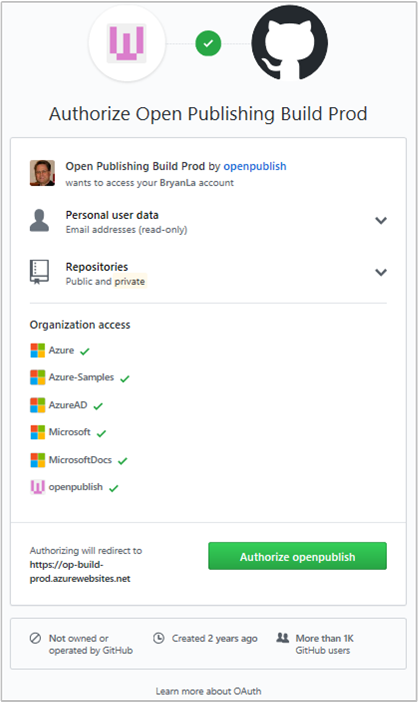 Authorize Open Publishing Build Prod
Open Publishing Build Prod by openpublish
wants to access your BryanLa account
Personal user data
Email addresses (read-only)
Repositories
Public and private
Organization access
Azure
Azure-Samples
AzureAD
Microsoft
MicrosoftDocs
openpublish
Authorizing will redirect to
https://op-build-
prod.azurewebsites.net
Authorize openpublish
Not owned or
operated by GitHub
Created 2 years ago
More than 1K
GitHub users
Learn more about OAuth